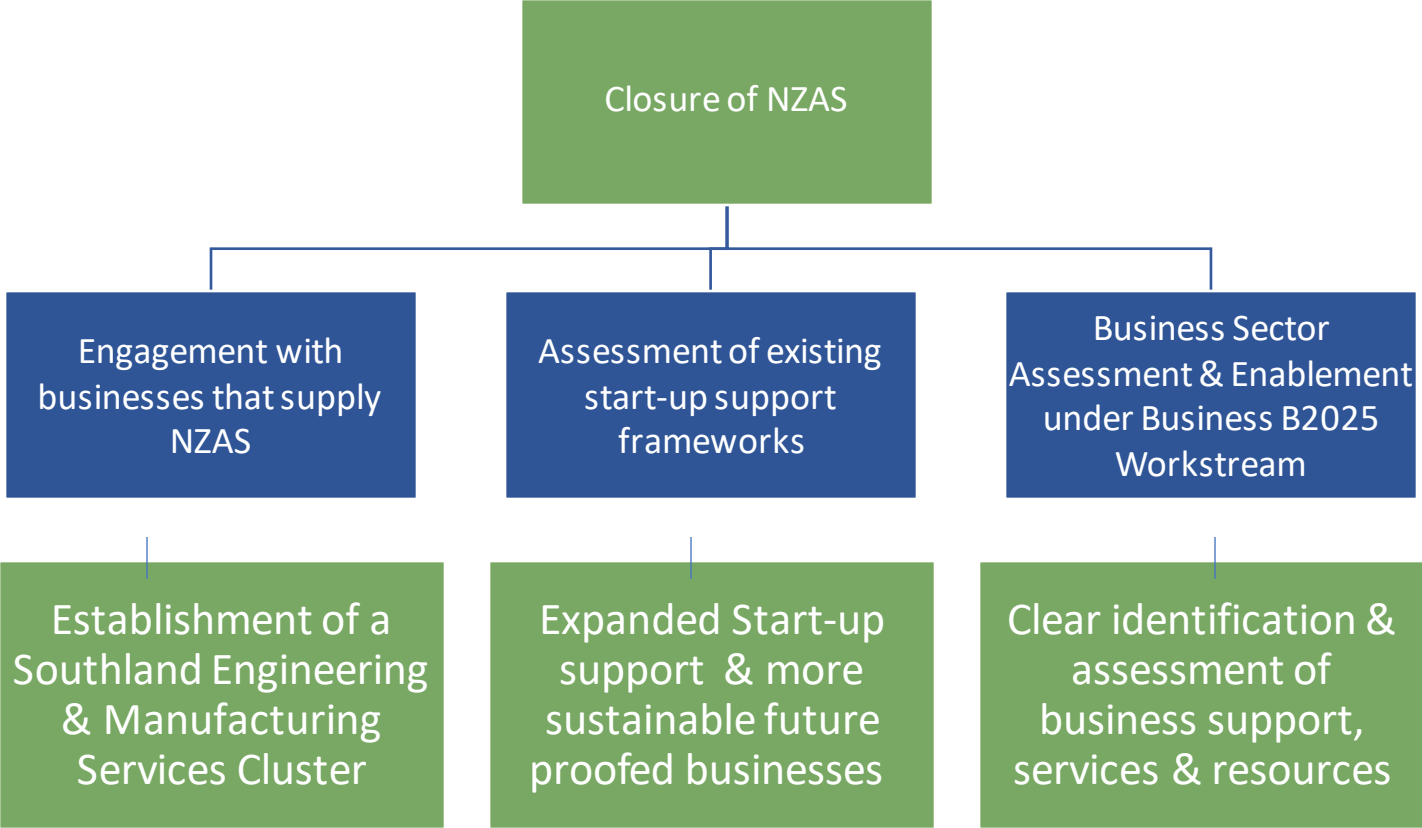 Closure of NZAS
Engagement with
businesses that supply
NZAS
Assessment of existing
start-up support
frameworks
Business Sector
Assessment & Enablement
under Business B2025
Workstream
Establishment of a
Southland Engineering
& Manufacturing
Services Cluster
Expanded Start-up
support & more
sustainable future
proofed businesses
Clear identification &
assessment of
business support,
services & resources